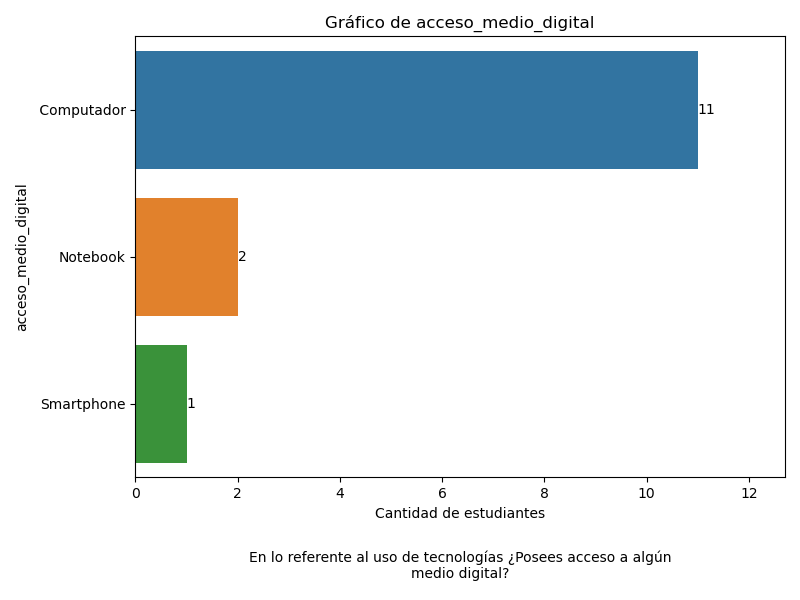 Gráfico de acceso_medio_digital
acceso_medio_digital
Computador
11
Notebook
2
Smartphone
1
0 2 4 6 8 10 12
Cantidad de estudiantes
En lo referente al uso de tecnologías ¿Posees acceso a algún
medio digital?